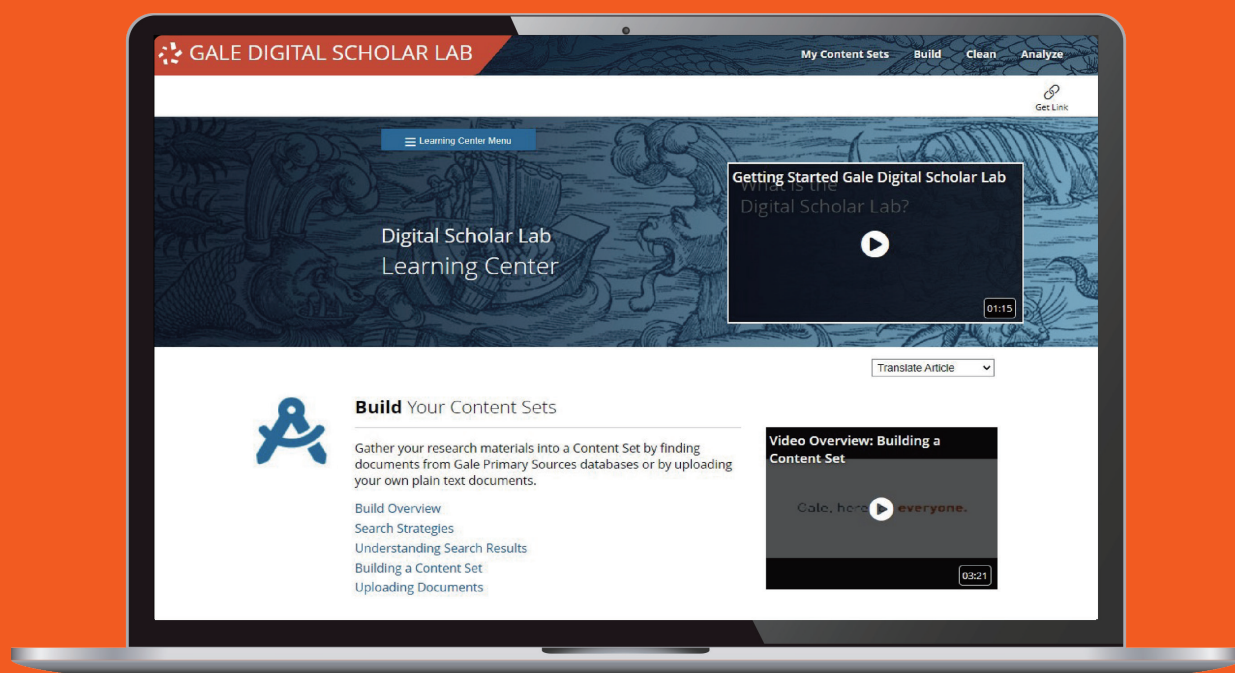 GALE DIGITAL SCHOLAR LAB
My Content Sets Build Clean Analyze
Get Link
Learning Center Menu
Digital Scholar Lab
Learning Center
Getting Started Gale Digital Scholar Lab
What is the
Digital Scholar Lab?
01:15
Translate Article
Build Your Content Sets
Gather your research materials into a Content Set by finding
documents from Gale Primary Sources databases or by uploading
your own plain text documents.
Build Overview
Search Strategies
Understanding Search Results
Building a Content Set
Uploading Documents
Video Overview: Building a
Content Set
Gale, here everyone.
03:21